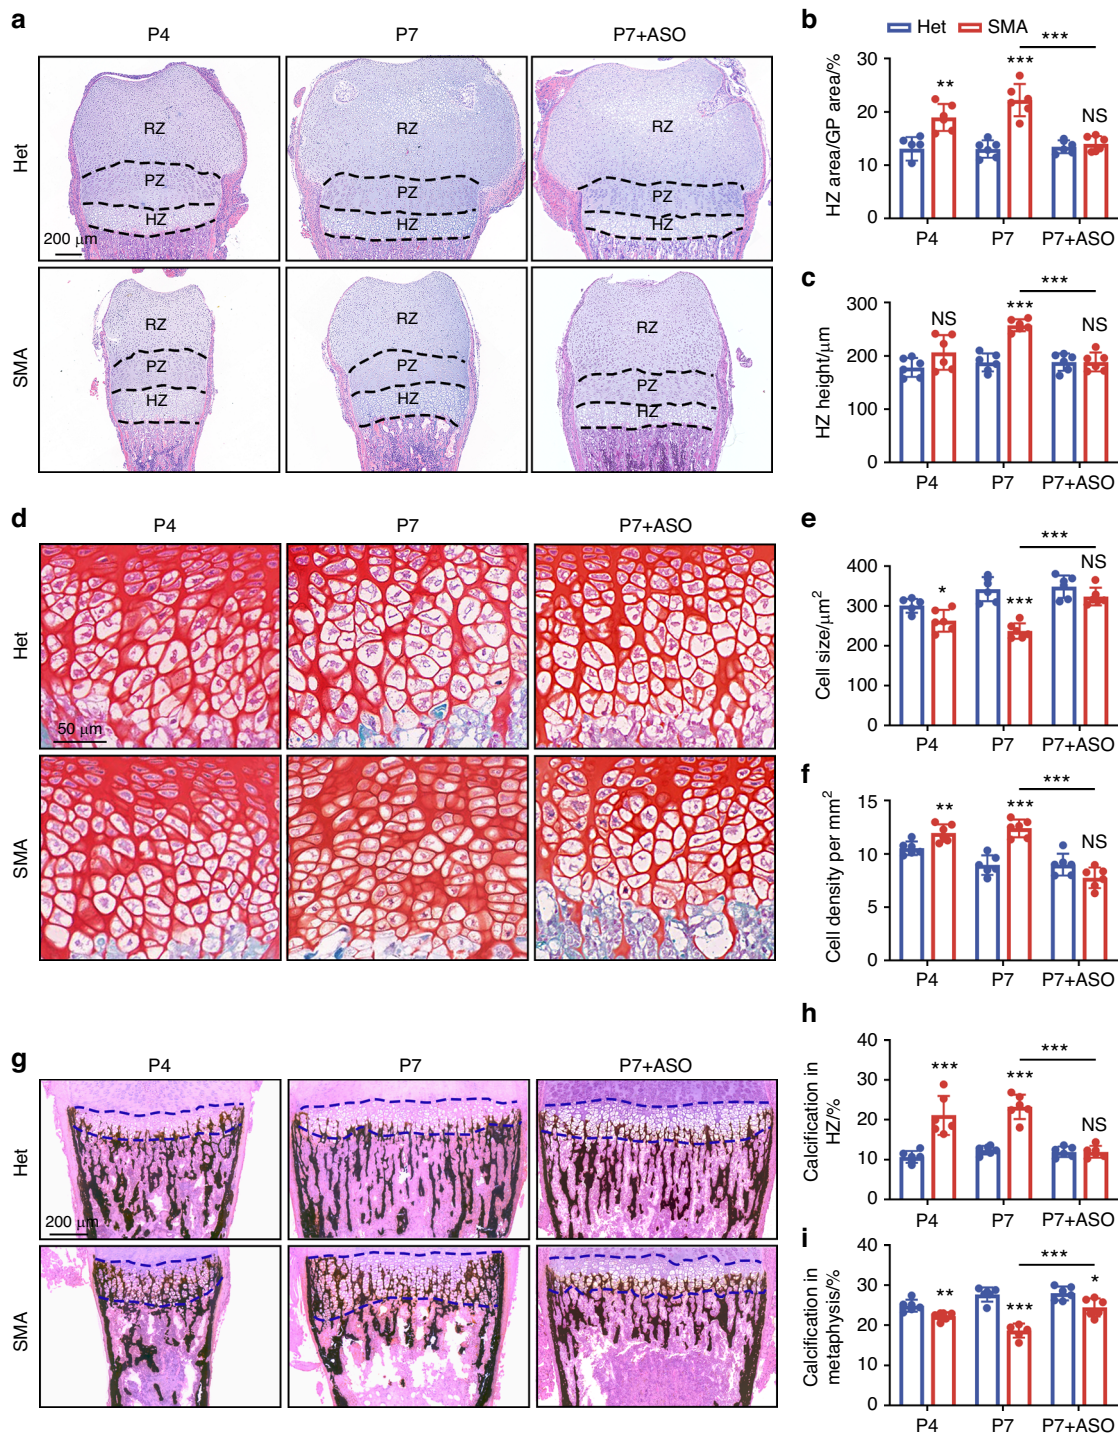 a
P4
P7
P7+ASO
Het
RZ
PZ
HZ
200 μm
RZ
PZ
HZ
RZ
PZ
HZ
SMA
RZ
PZ
HZ
RZ
PZ
HZ
RZ
PZ
HZ
b
Het
SMA
HZ area/GP area/%
30
20
10
0
**
***
***
NS
P4
P7
P7+ASO
c
HZ height/μm
300
200
100
0
NS
***
***
NS
P4
P7
P7+ASO
d
P4
P7
P7+ASO
Het
50 μm
SMA
e
Cell size/μm²
400
300
200
100
0
*
***
***
NS
P4
P7
P7+ASO
f
Cell density per mm²
15
10
5
0
**
***
***
NS
P4
P7
P7+ASO
g
P4
P7
P7+ASO
Het
200 μm
SMA
h
Calcification in
HZ/%
40
30
20
10
0
***
***
***
NS
P4
P7
P7+ASO
i
Calcification in
metaphysis/%
40
30
20
10
0
**
***
***
*
P4
P7
P7+ASO